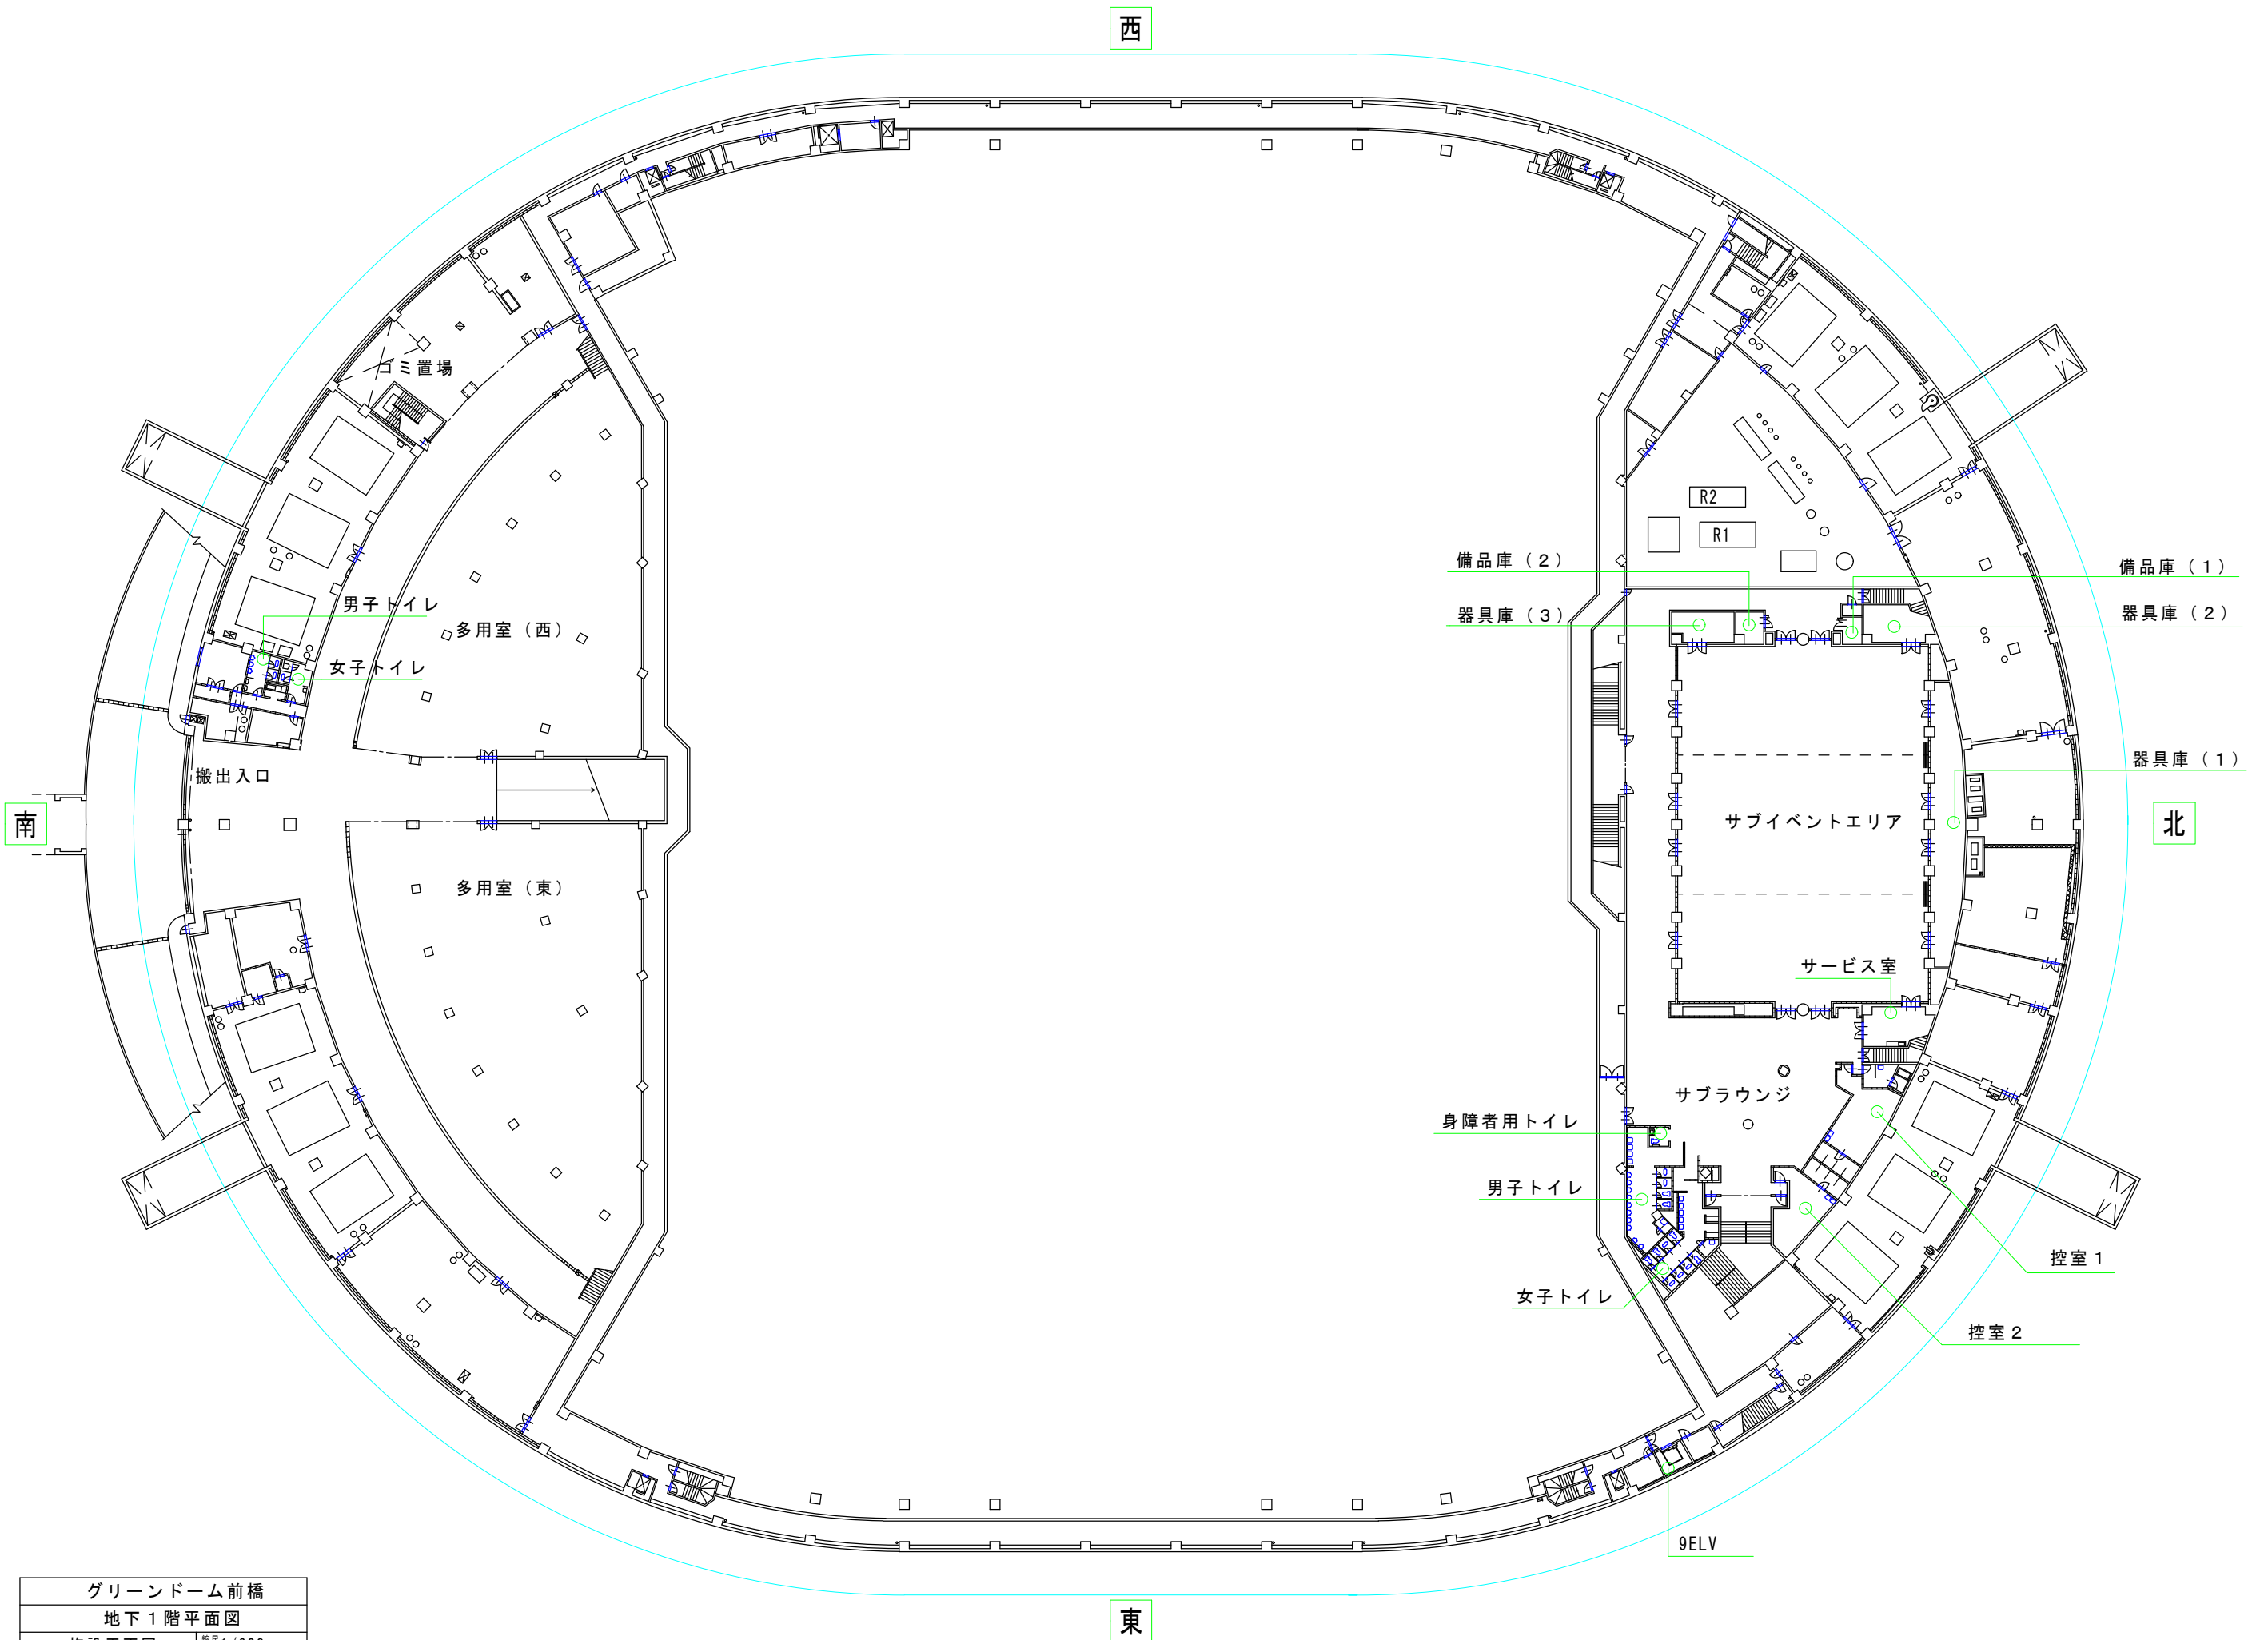 西
ゴミ置場
R2
R1
備品庫（２）
備品庫（１）
器具庫（３）
器具庫（２）
男子トイレ
多用室（西）
女子トイレ
器具庫（１）
搬出入口
南
サブイベントエリア
北
多用室（東）
サービス室
サブラウンジ
身障者用トイレ
男子トイレ
控室１
女子トイレ
控室２
9ELV
グリーンドーム前橋
地下１階平面図
東